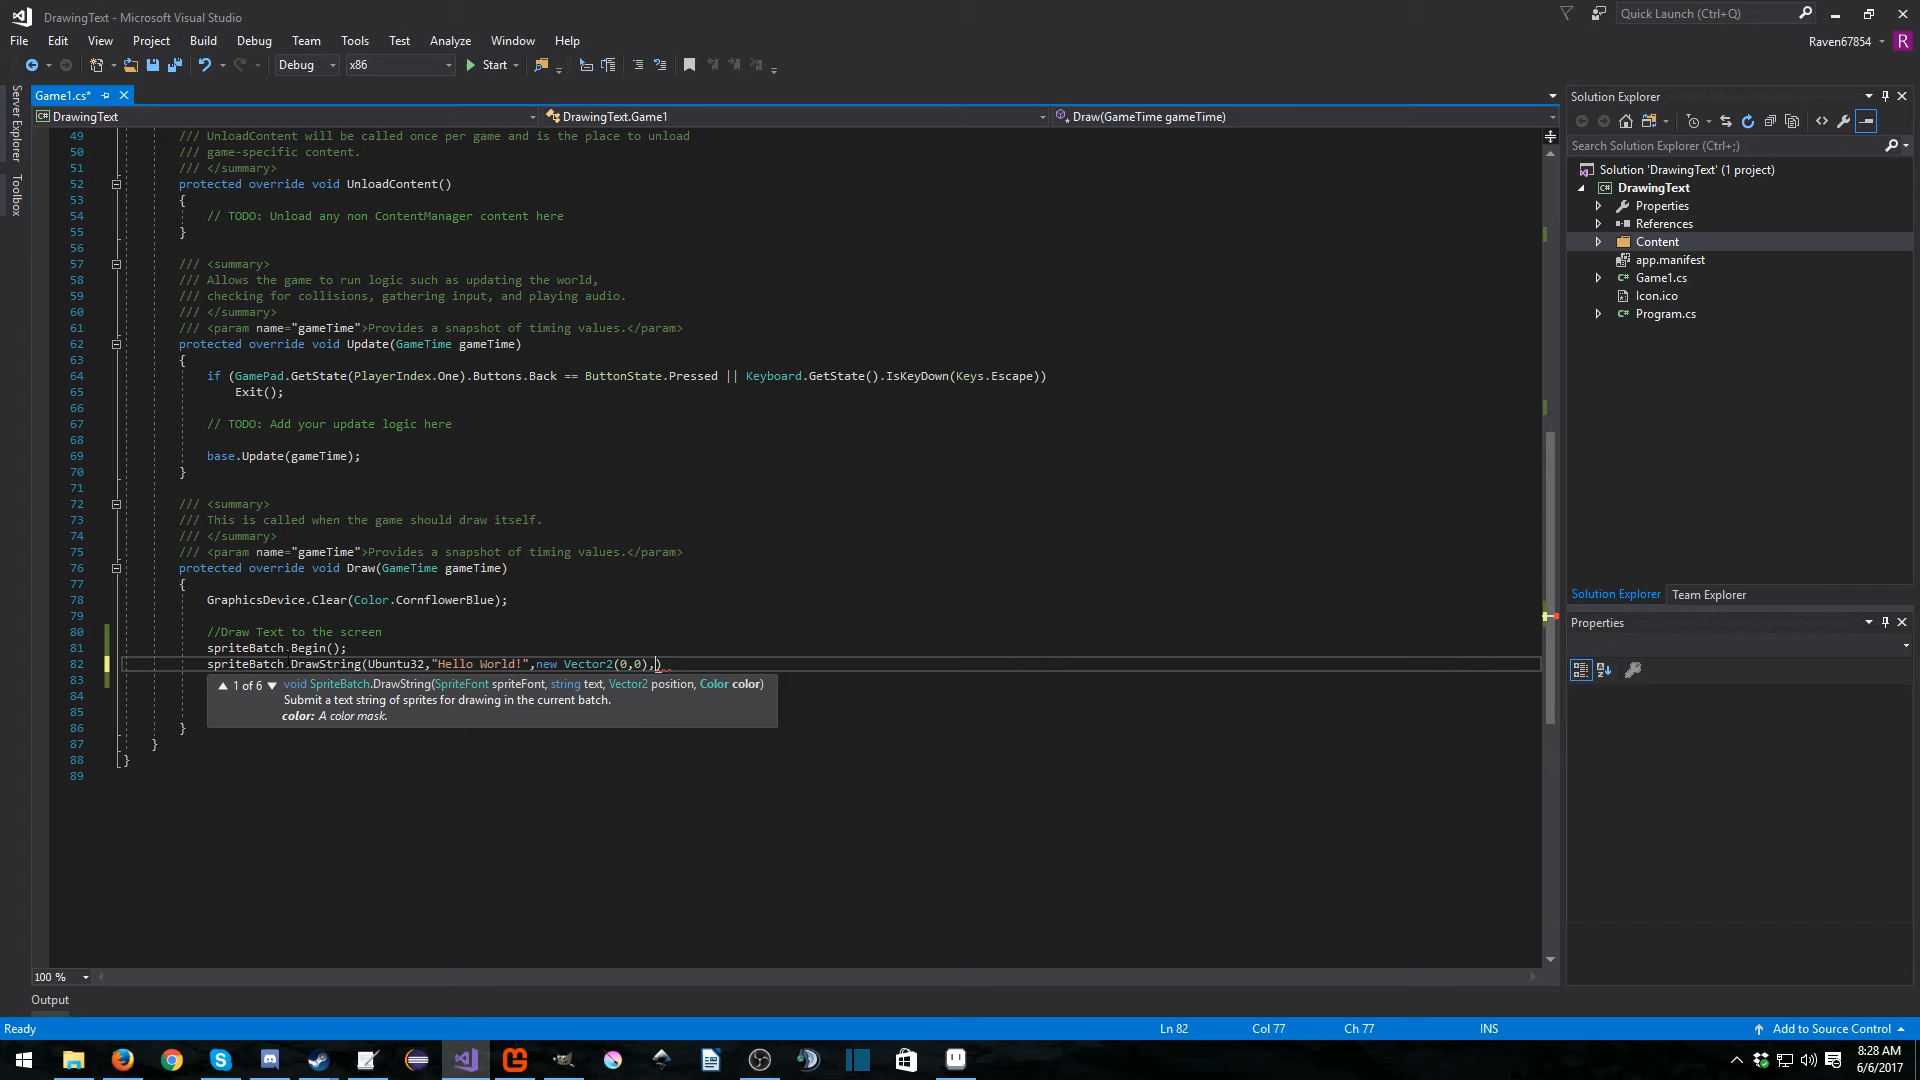 DrawingText - Microsoft Visual Studio
Quick Launch (Ctrl+Q)
File Edit View Project Build Debug Team Tools Test Analyze Window Help
Raven67854 R
Debug x86 Start
Server Explorer
Toolbox
Game1.cs*
DrawingText DrawingText.Game1 Draw(GameTime gameTime)
49 /// UnloadContent will be called once per game and is the place to unload
50 /// game-specific content.
51 /// </summary>
52 protected override void UnloadContent()
53 {
54 // TODO: Unload any non ContentManager content here
55 }
56
57 /// <summary>
58 /// Allows the game to run logic such as updating the world,
59 /// checking for collisions, gathering input, and playing audio.
60 /// </summary>
61 /// <param name="gameTime">Provides a snapshot of timing values.</param>
62 protected override void Update(GameTime gameTime)
63 {
64 if (GamePad.GetState(PlayerIndex.One).Buttons.Back == ButtonState.Pressed || Keyboard.GetState().IsKeyDown(Keys.Escape))
65 Exit();
66
67 // TODO: Add your update logic here
68
69 base.Update(gameTime);
70 }
71
72 /// <summary>
73 /// This is called when the game should draw itself.
74 /// </summary>
75 /// <param name="gameTime">Provides a snapshot of timing values.</param>
76 protected override void Draw(GameTime gameTime)
77 {
78 GraphicsDevice.Clear(Color.CornflowerBlue);
79
80 //Draw Text to the screen
81 spriteBatch.Begin();
82 spriteBatch.DrawString(Ubuntu32,"Hello World!",new Vector2(0,0),)
83
84
85
86 }
87 }
88 }
89
1 of 6 void SpriteBatch.DrawString(SpriteFont spriteFont, string text, Vector2 position, Color color)
Submit a text string of sprites for drawing in the current batch.
color: A color mask.
100 %
Output
Solution Explorer
Search Solution Explorer (Ctrl+;)
Solution 'DrawingText' (1 project)
DrawingText
Properties
References
Content
app.manifest
Game1.cs
Icon.ico
Program.cs
Solution Explorer Team Explorer
Properties
Ready Ln 82 Col 77 Ch 77 INS Add to Source Control
8:28 AM
6/6/2017